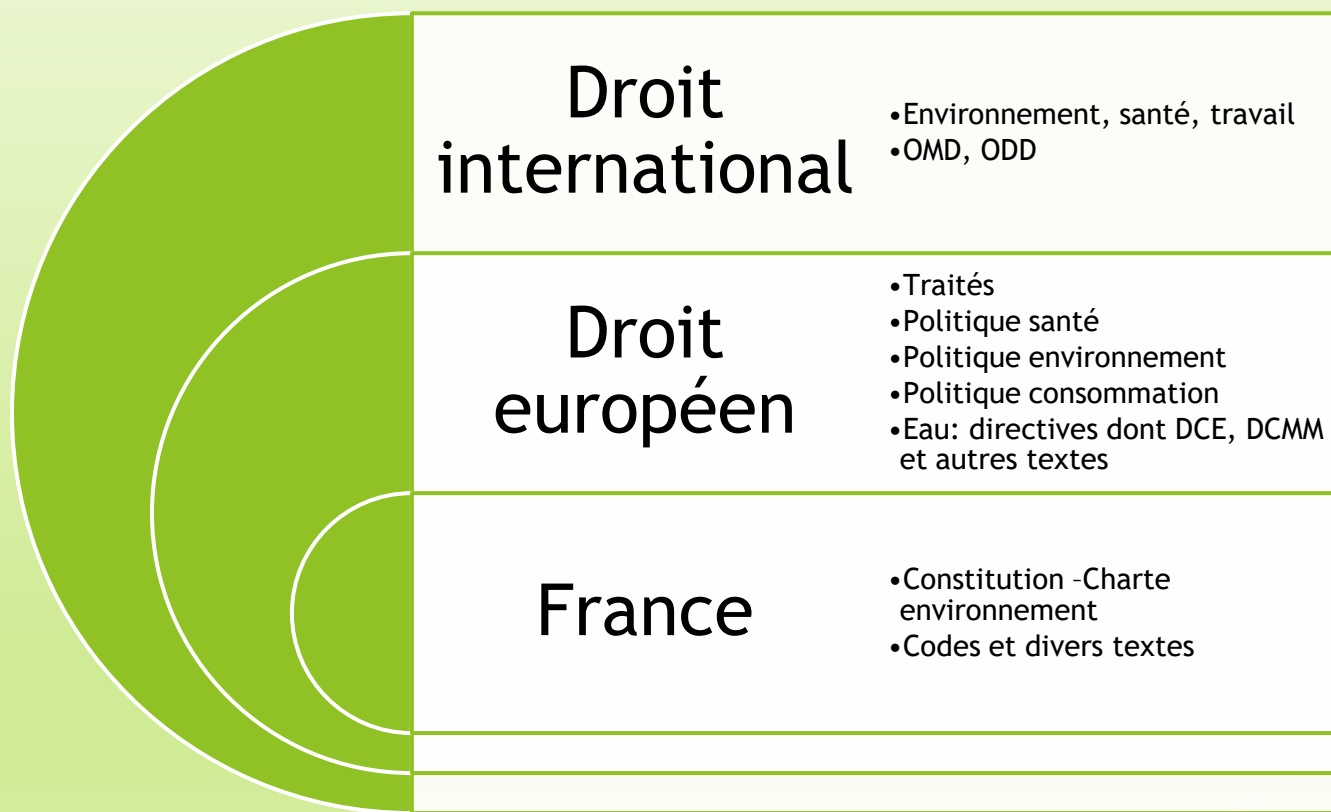 Droit
international
•Environnement, santé, travail
•OMD, ODD
Droit
européen
•Traités
•Politique santé
•Politique environnement
•Politique consommation
•Eau: directives dont DCE, DCMM
et autres textes
France
•Constitution –Charte
environnement
•Codes et divers textes